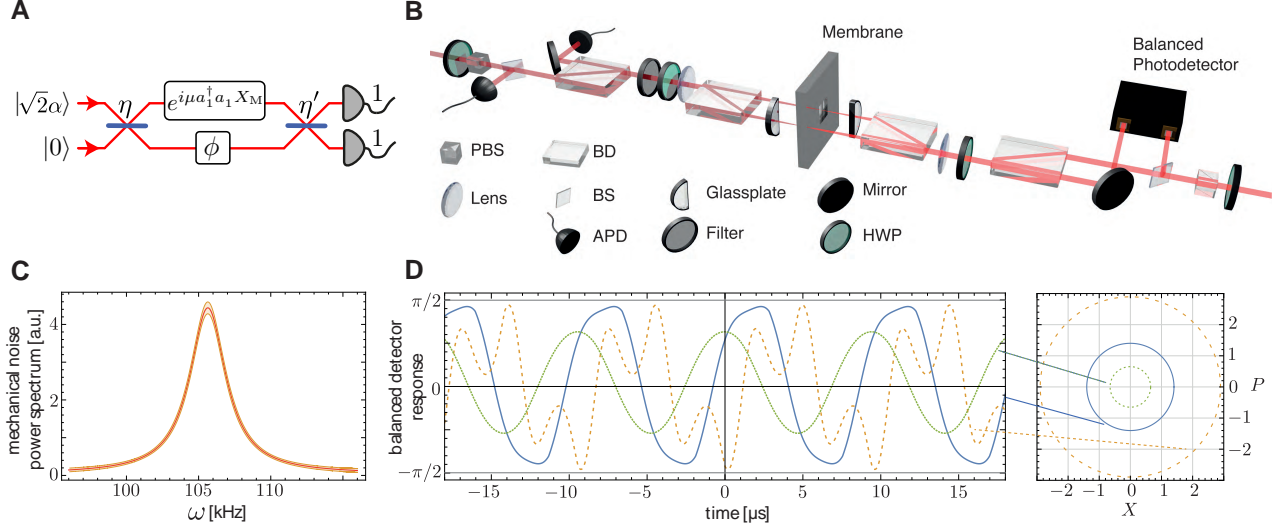 A
|√2α⟩
|0⟩
η
e^{iμa₁†a₁X_M}
ϕ
η′
1
1
B
Membrane
Balanced
Photodetector
PBS
BD
Lens
BS
Glassplate
Mirror
APD
Filter
HWP
C
mechanical noise
power spectrum [a.u.]
4
2
0
100
105
110
ω [kHz]
D
balanced detector
response
π/2
0
−π/2
−15
−10
−5
0
5
10
15
time [µs]
2
1
0
−1
−2
P
−2
−1
0
1
2
X